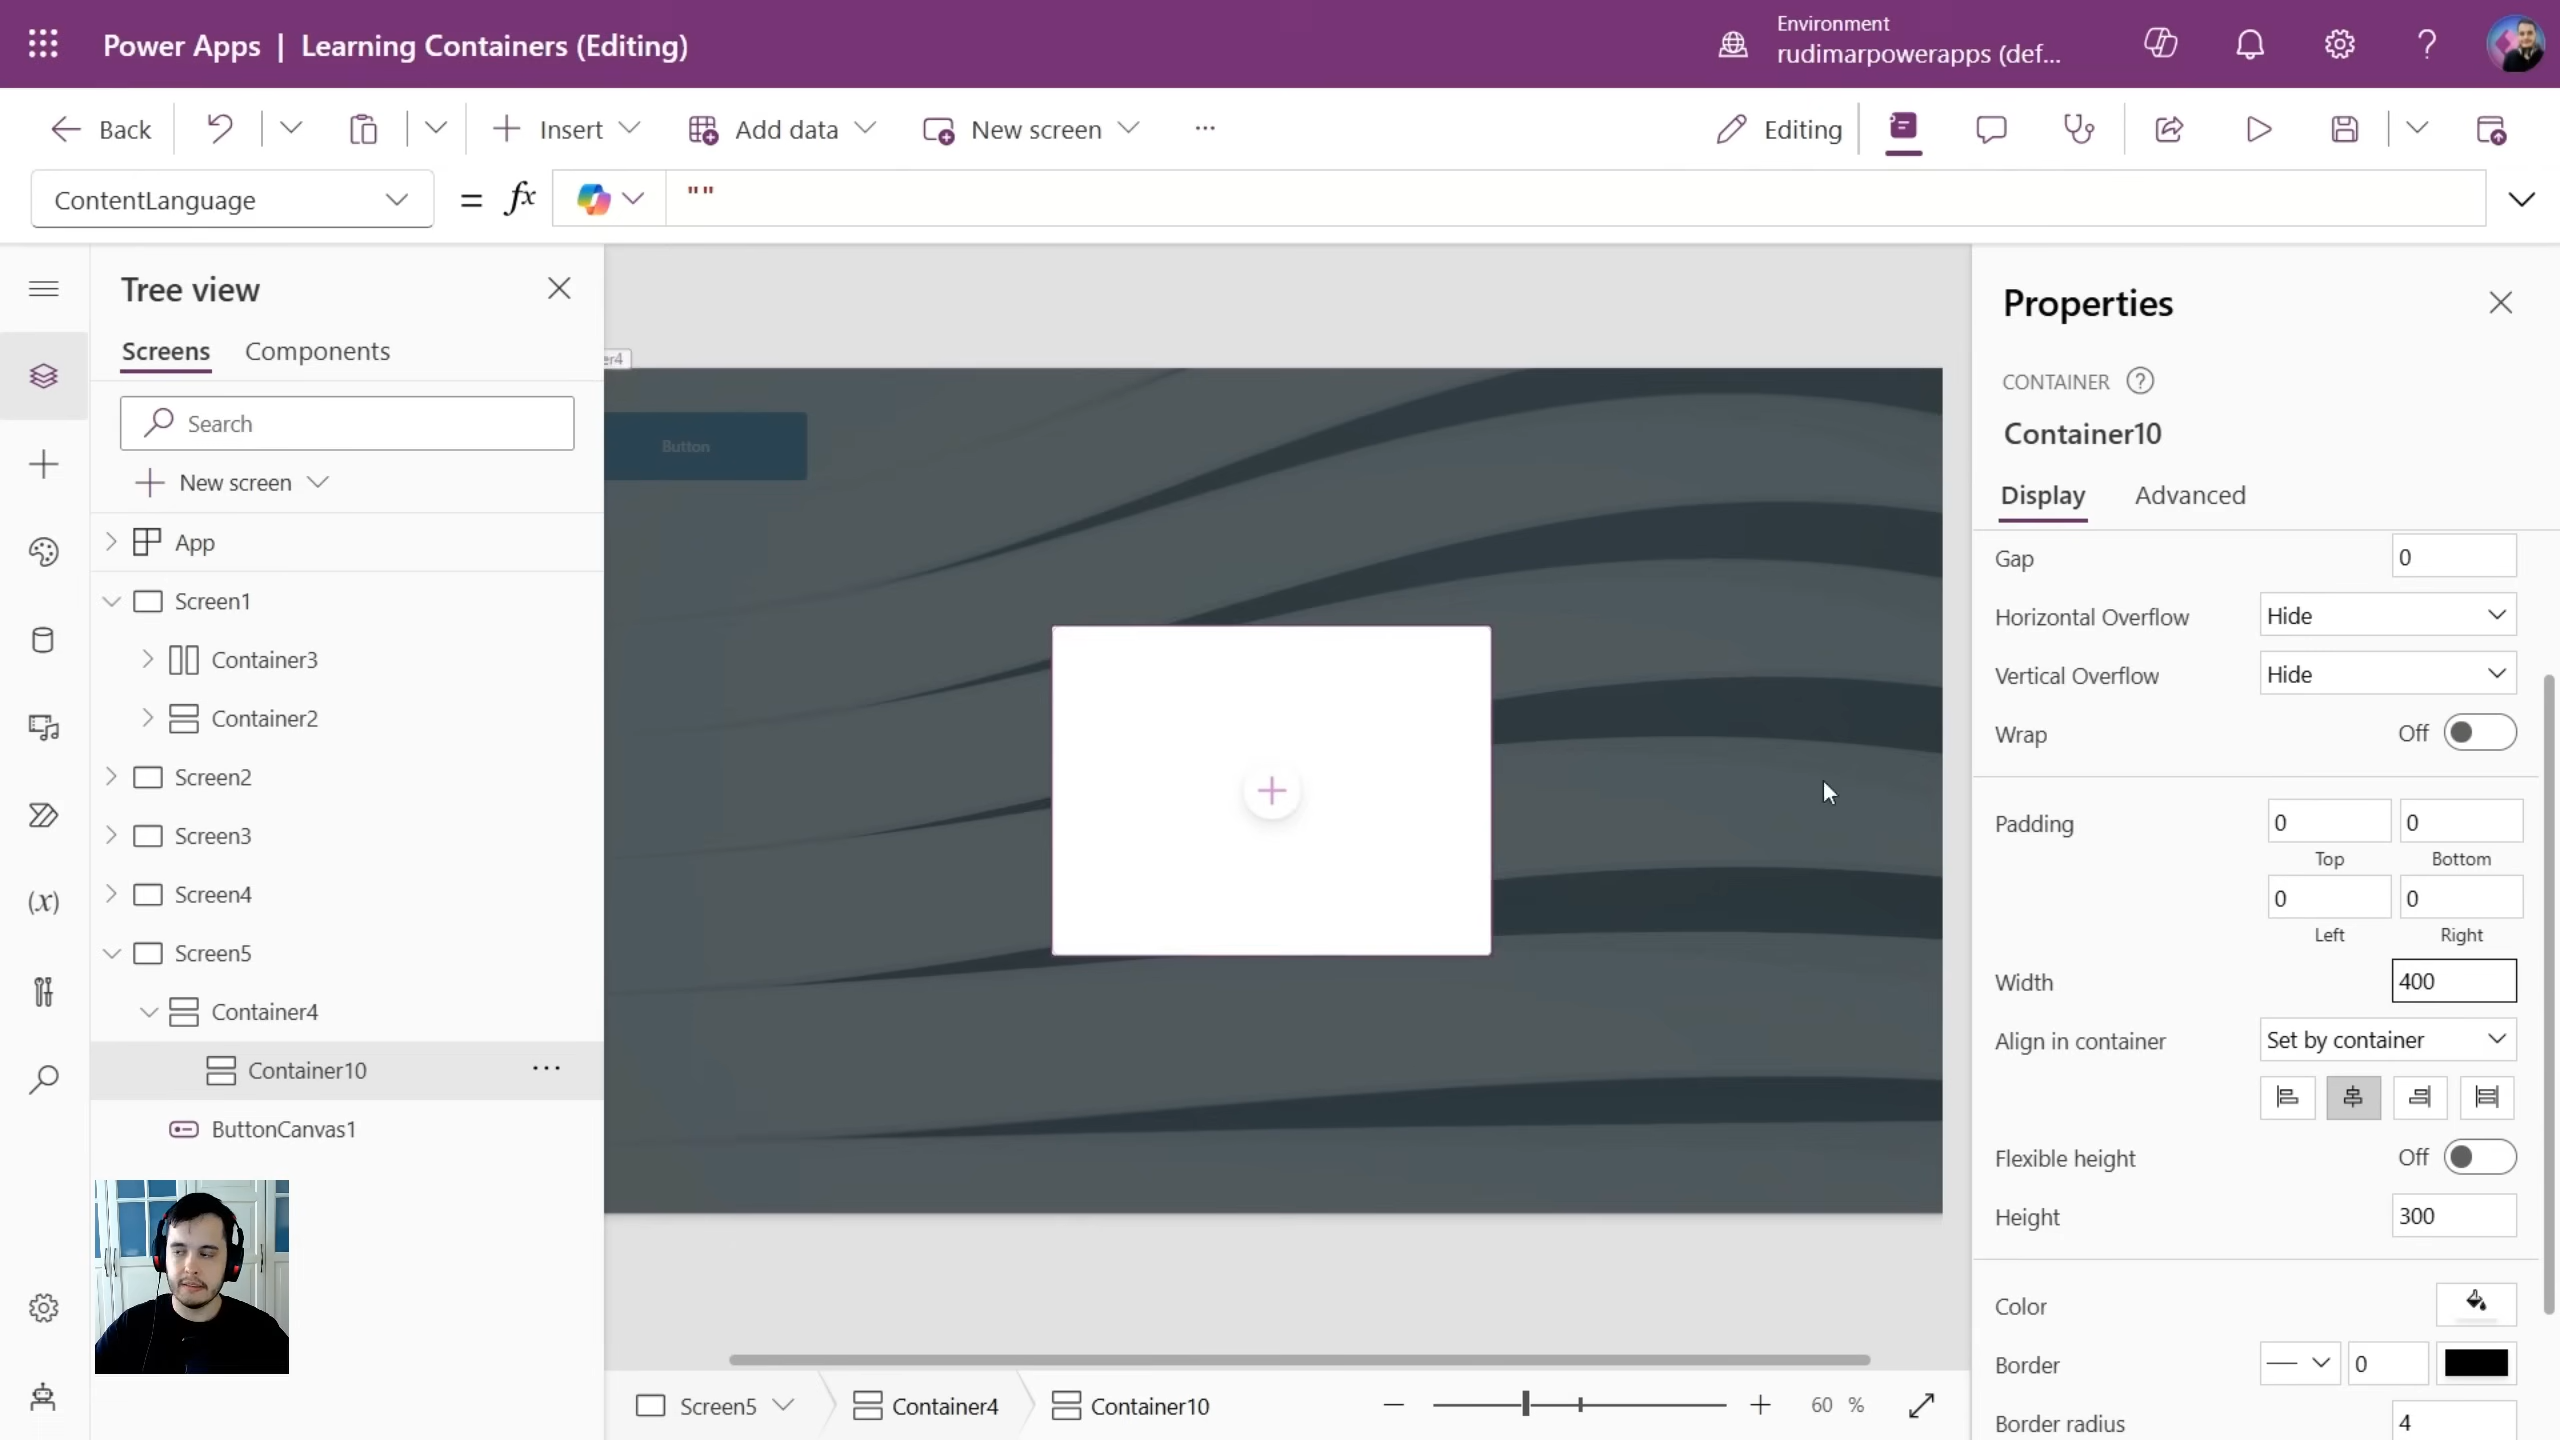 Power Apps | Learning Containers (Editing)
Environment
rudimarpowerapps (def...
Back
Insert
Add data
New screen
...
Editing
ContentLanguage
= fx
""
Tree view
Screens
Components
Search
New screen
App
Screen1
Container3
Container2
Screen2
Screen3
Screen4
Screen5
Container4
Container10
...
ButtonCanvas1
er4
Button
Properties
CONTAINER
Container10
Display
Advanced
Gap
0
Horizontal Overflow
Hide
Vertical Overflow
Hide
Wrap
Off
Padding
0
0
Top
Bottom
0
0
Left
Right
Width
400
Align in container
Set by container
Flexible height
Off
Height
300
Color
Border
0
Border radius
4
Screen5
Container4
Container10
60 %